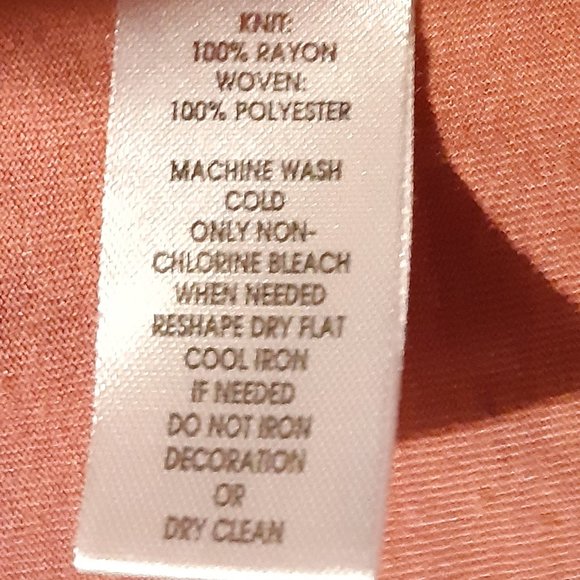 KNIT:
100% RAYON
WOVEN:
100% POLYESTER
MACHINE WASH
COLD
ONLY NON-
CHLORINE BLEACH
WHEN NEEDED
RESHAPE DRY FLAT
COOL IRON
IF NEEDED
DO NOT IRON
DECORATION
OR
DRY CLEAN